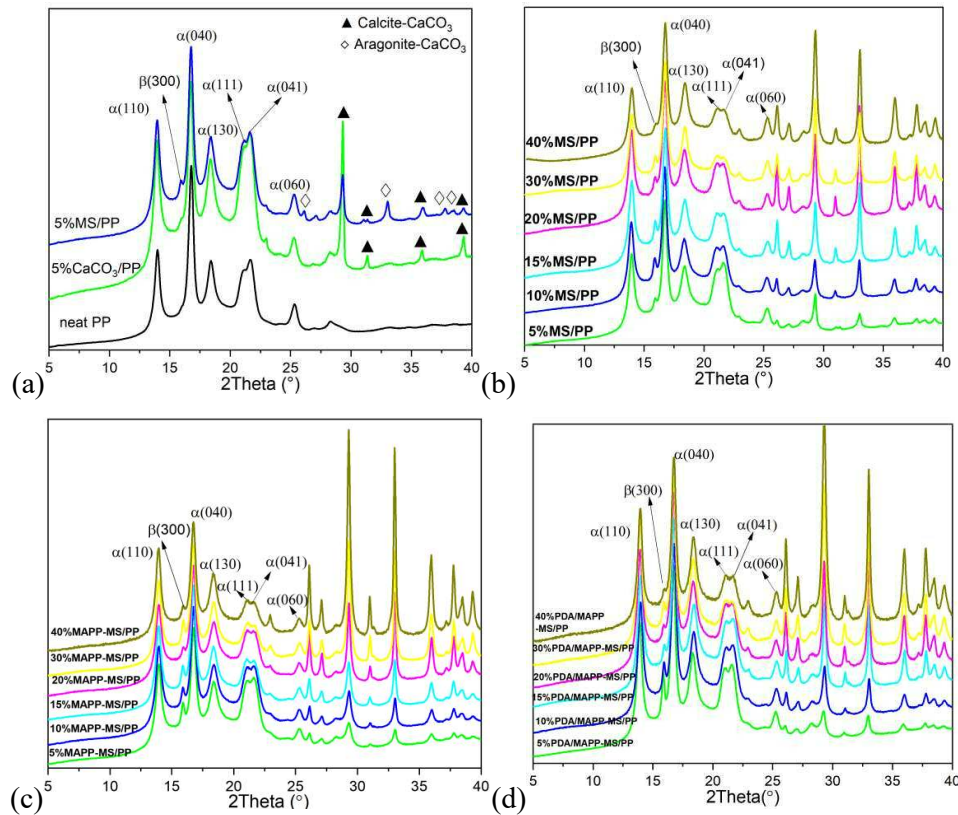 ▲ Calcite-CaCO₃
◇ Aragonite-CaCO₃
α(040)
β(300)
α(111)
α(041)
α(110)
α(130)
α(060)
5%MS/PP
5%CaCO₃/PP
neat PP
5 10 15 20 25 30 35 40
2Theta (°)
(a)
α(040)
β(300)
α(130)
α(041)
α(111)
α(110)
α(060)
40%MS/PP
30%MS/PP
20%MS/PP
15%MS/PP
10%MS/PP
5%MS/PP
5 10 15 20 25 30 35 40
2Theta (°)
(b)
β(300)
α(040)
α(110)
α(130)
α(041)
α(111)
α(060)
40%MAPP-MS/PP
30%MAPP-MS/PP
20%MAPP-MS/PP
15%MAPP-MS/PP
10%MAPP-MS/PP
5%MAPP-MS/PP
5 10 15 20 25 30 35 40
2Theta(°)
(c)
α(040)
β(300)
α(110)
α(130)
α(041)
α(111)
α(060)
40%PDA/MAPP
-MS/PP
30%PDA/MAPP-MS/PP
20%PDA/MAPP-MS/PP
15%PDA/MAPP-MS/PP
10%PDA/MAPP-MS/PP
5%PDA/MAPP-MS/PP
5 10 15 20 25 30 35 40
2Theta(°)
(d)